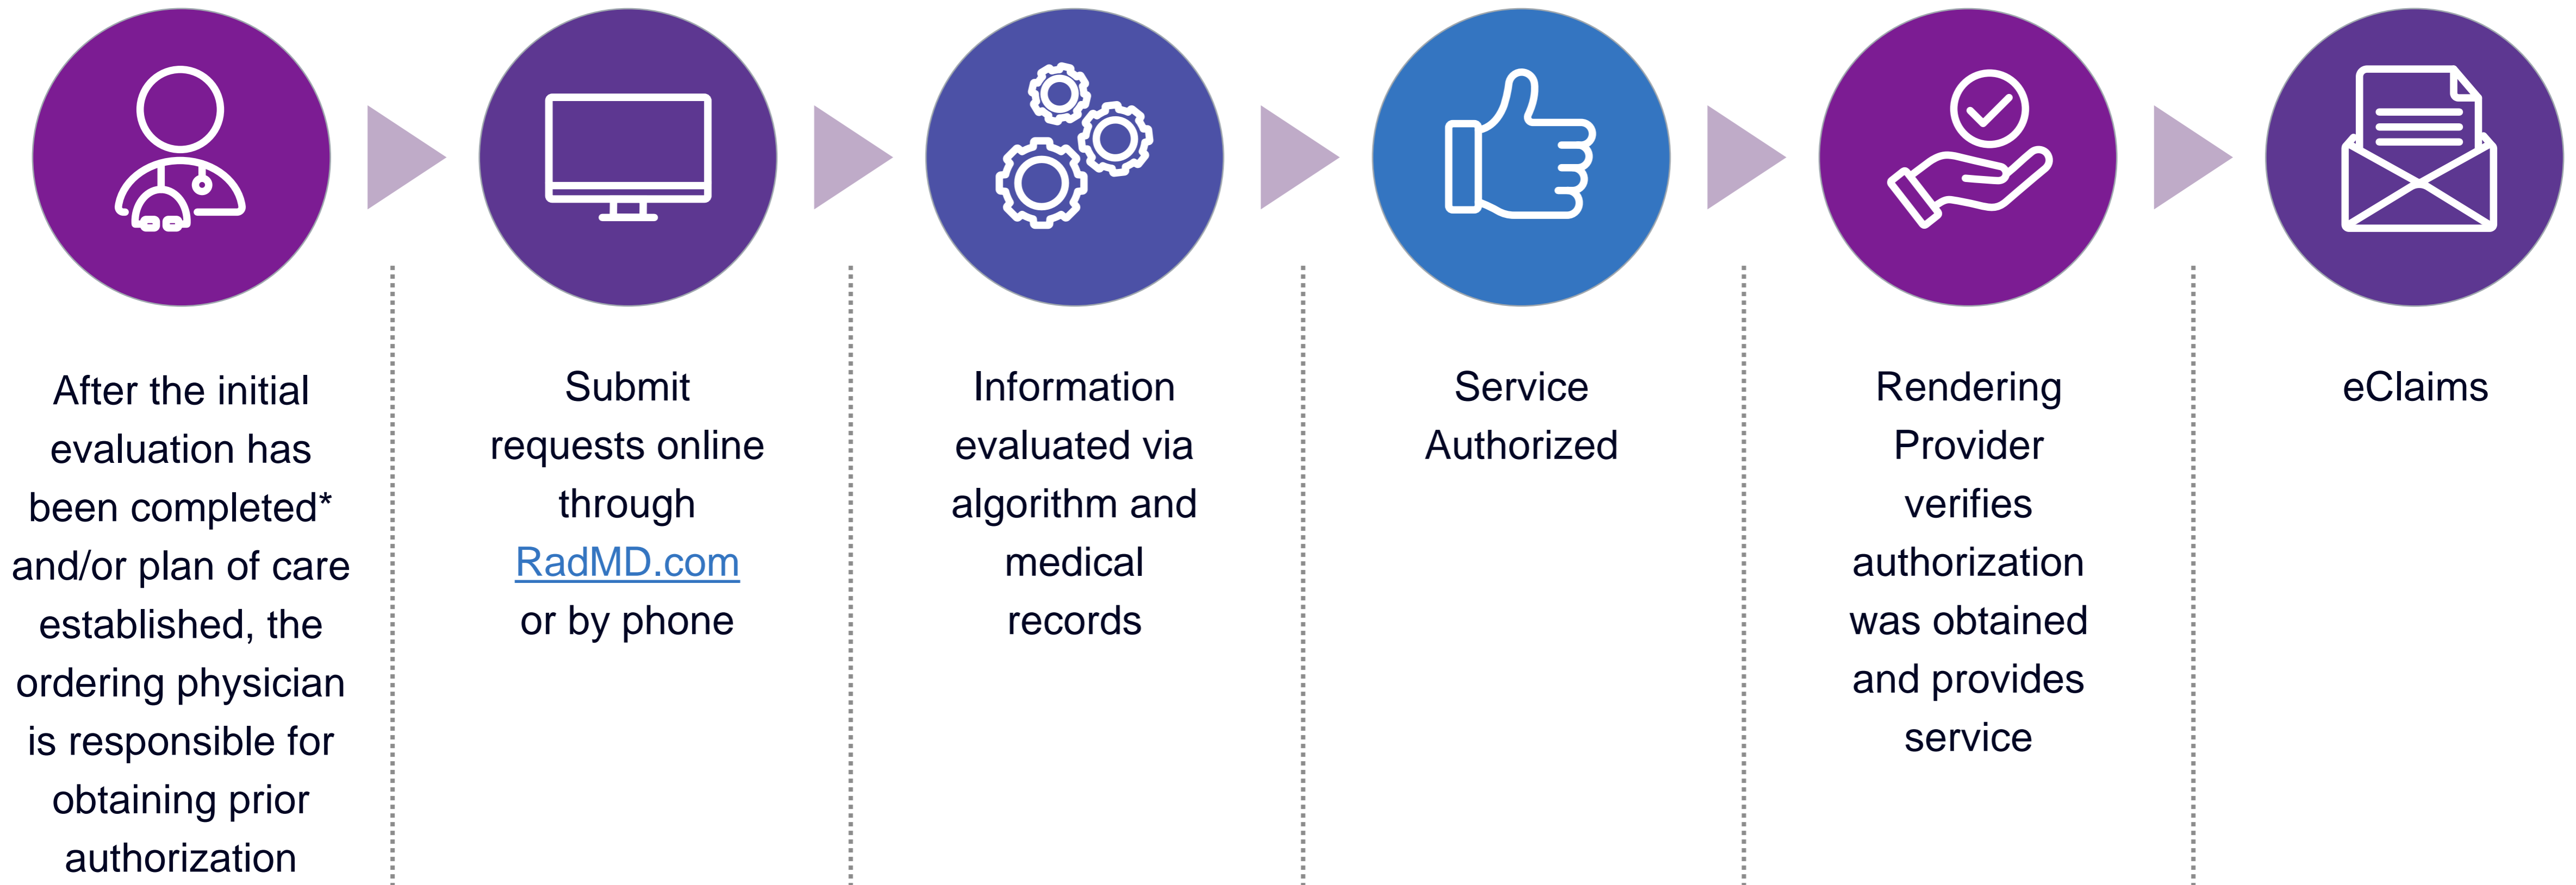 After the initial
evaluation has
been completed*
and/or plan of care
established, the
ordering physician
is responsible for
obtaining prior
authorization
Submit
requests online
through
RadMD.com
or by phone
Information
evaluated via
algorithm and
medical
records
Service
Authorized
Rendering
Provider
verifies
authorization
was obtained
and provides
service
eClaims